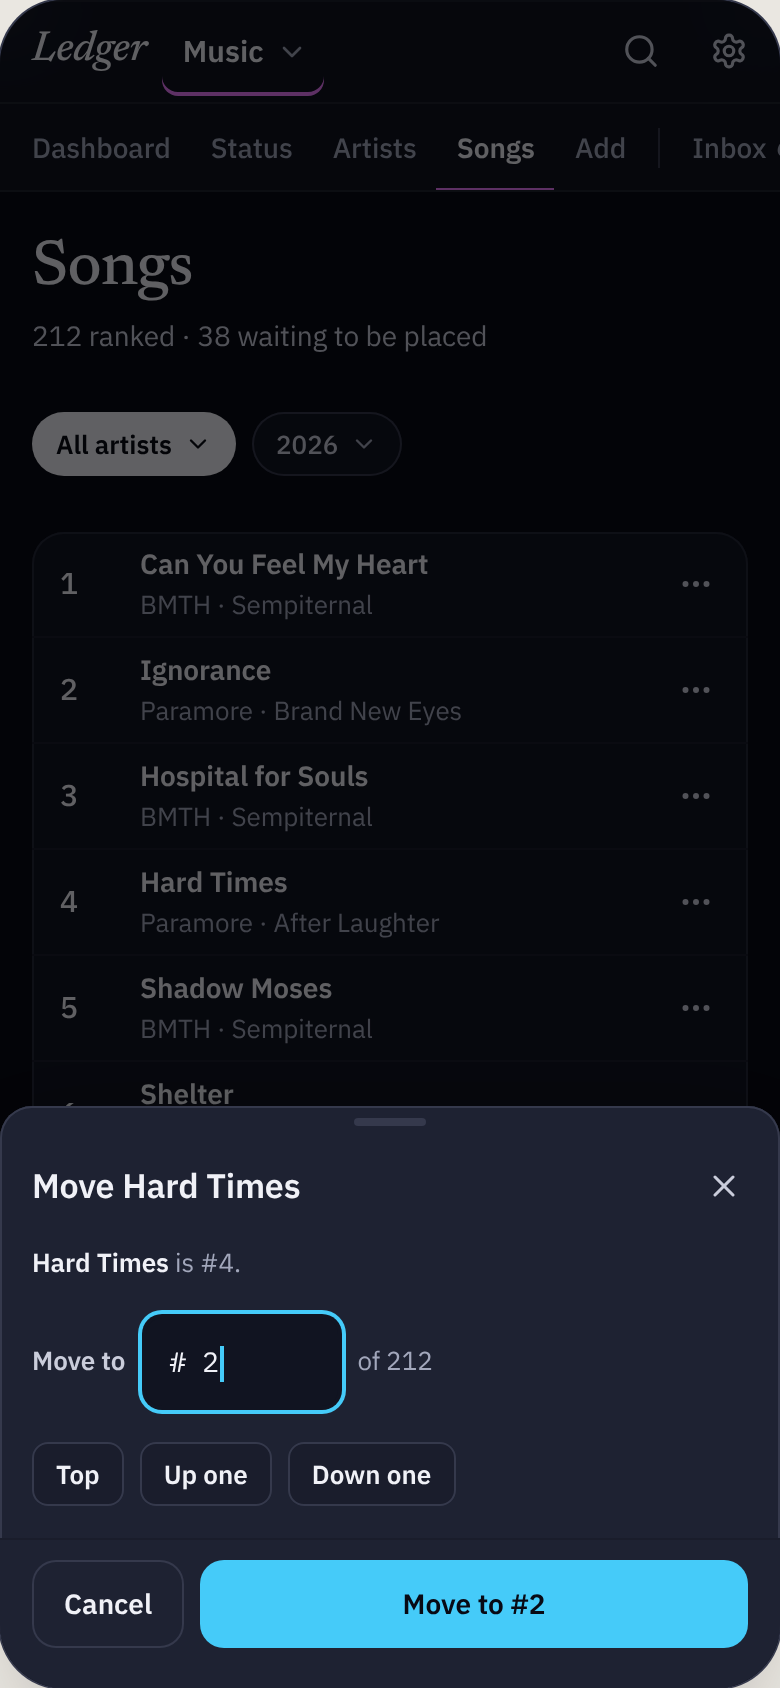 Ledger Music
Dashboard Status Artists Songs Add Inbox
Songs
212 ranked · 38 waiting to be placed
All artists 2026
1 Can You Feel My Heart
BMTH · Sempiternal
2 Ignorance
Paramore · Brand New Eyes
3 Hospital for Souls
BMTH · Sempiternal
4 Hard Times
Paramore · After Laughter
5 Shadow Moses
BMTH · Sempiternal
Shelter
Move Hard Times
Hard Times is #4.
Move to # 2 of 212
Top Up one Down one
Cancel Move to #2